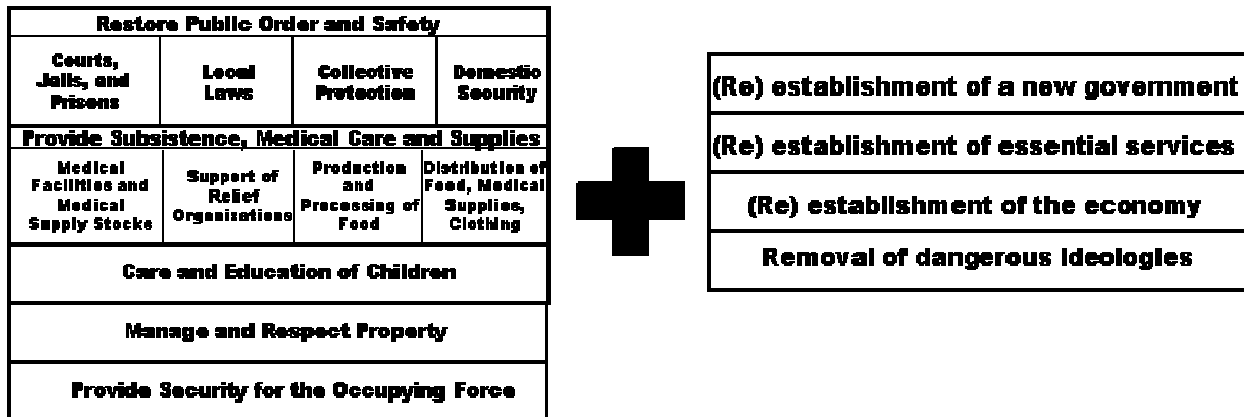 Restore Public Order and Safety
Courts,
Jails, and
Prisons
Local
Laws
Collective
Protection
Domestic
Security
Provide Subsistence, Medical Care and Supplies
Medical
Facilities and
Medical
Supply Stocks
Support of
Relief
Organizations
Production
and
Processing of
Food
Distribution of
Food, Medical
Supplies,
Clothing
Care and Education of Children
Manage and Respect Property
Provide Security for the Occupying Force
(Re) establishment of a new government
(Re) establishment of essential services
(Re) establishment of the economy
Removal of dangerous ideologies